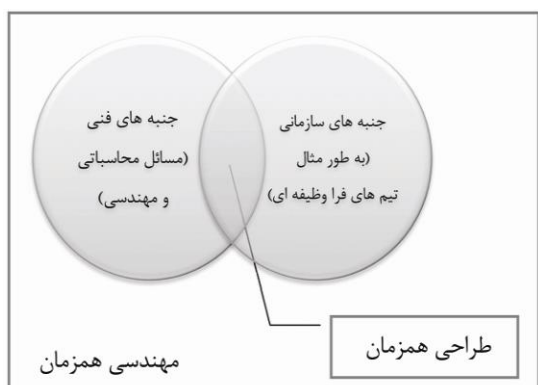 جنبه های سازمانی
(به طور مثال
تیم های فرا وظیفه ای)
جنبه های فنی
(مسائل محاسباتی
و مهندسی)
طراحی همزمان
مهندسی همزمان